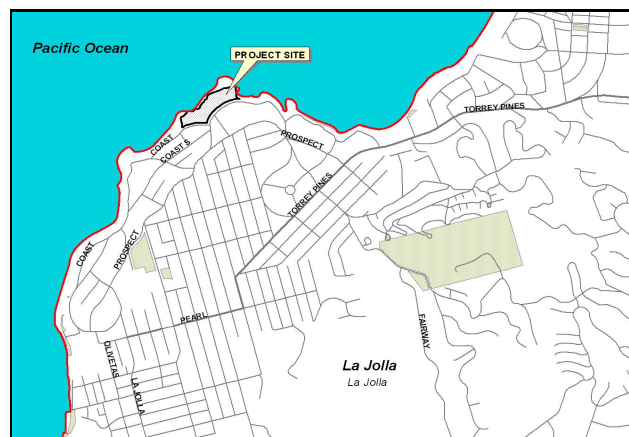 Pacific Ocean
PROJECT SITE
TORREY PINES
COAST
COAST S
PROSPECT
TORREY PINES
COAST
PROSPECT
PEARL
FAIRWAY
OLIVETAS
LA JOLLA
La Jolla
La Jolla